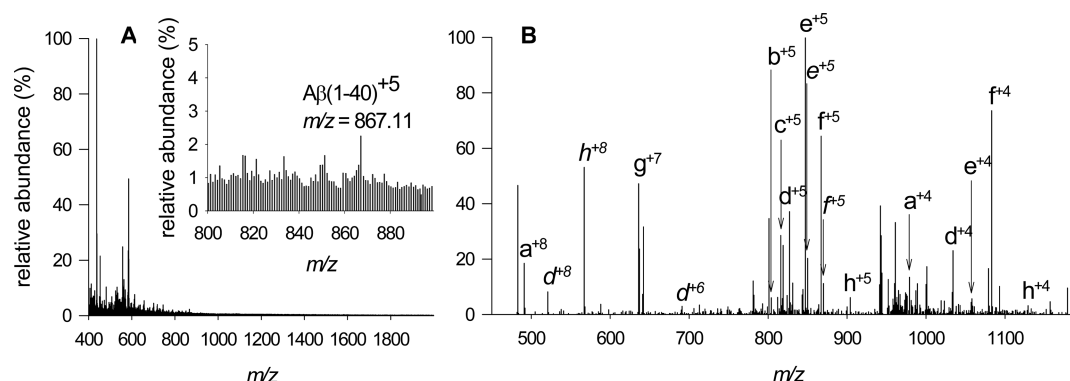 A
relative abundance (%)
100
80
60
40
20
0
400 600 800 1000 1200 1400 1600 1800
m/z
relative abundance (%)
5
4
3
2
1
0
800 820 840 860 880
m/z
Aβ(1-40)+5
m/z = 867.11
B
100
80
60
40
20
0
500 600 700 800 900 1000 1100
m/z
a+8
d+8
h+8
g+7
d+6
b+5
c+5
d+5
e+5
e+5
f+5
f+5
h+5
a+4
d+4
e+4
f+4
h+4